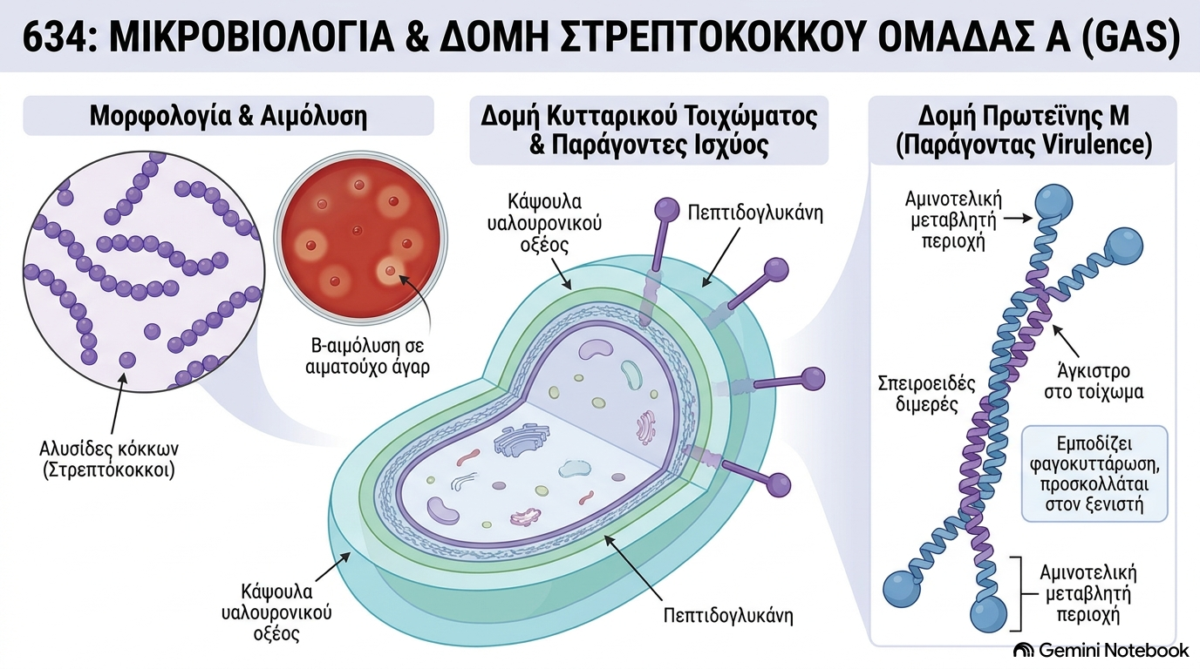 634: ΜΙΚΡΟΒΙΟΛΟΓΙΑ & ΔΟΜΗ ΣΤΡΕΠΤΟΚΟΚΚΟΥ ΟΜΑΔΑΣ Α (GAS)
Μορφολογία & Αιμόλυση
Β-αιμόλυση σε
αιματούχο άγαρ
Αλυσίδες κόκκων
(Στρεπτόκοκκοι)
Δομή Κυτταρικού Τοιχώματος
& Παράγοντες Ισχύος
Κάψουλα
υαλουρονικού
οξέος
Πεπτιδογλυκάνη
Κάψουλα
υαλουρονικού
οξέος
Πεπτιδογλυκάνη
Δομή Πρωτεϊνης Μ
(Παράγοντας Virulence)
Αμινοτελική
μεταβλητή
περιοχή
Σπειροειδές
διμερές
Άγκιστρο
στο τοίχωμα
Εμποδίζει
φαγοκυττάρωση,
προσκολλάται
στον ξενιστή
Αμινοτελική
μεταβλητή
περιοχή
Gemini Notebook